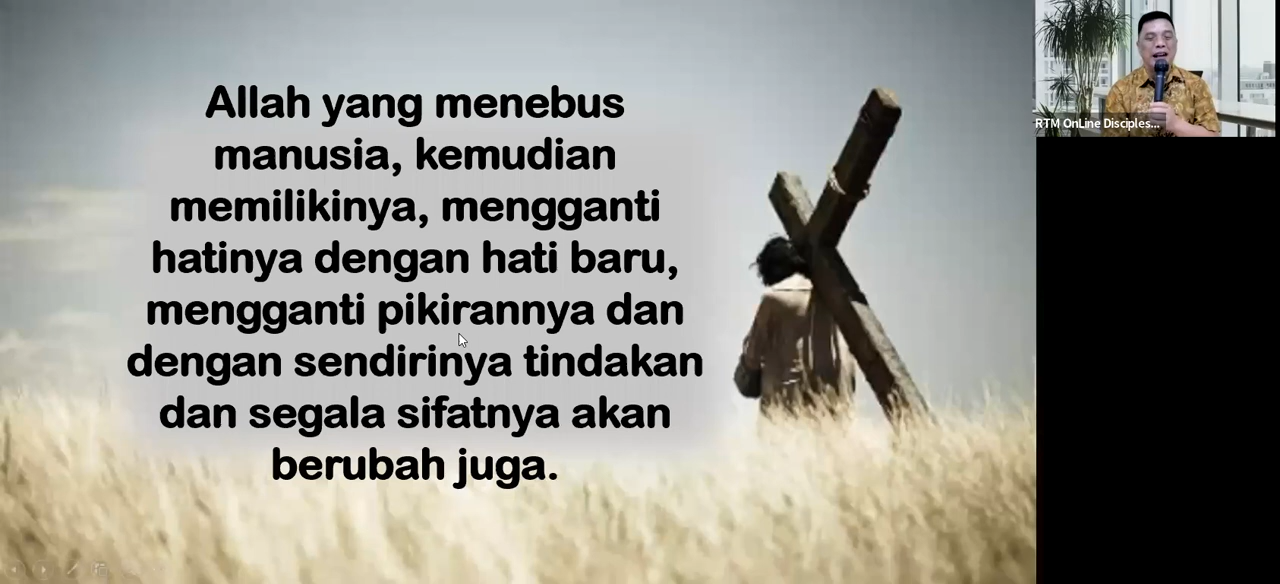 Allah yang menebus
manusia, kemudian
memilikinya, mengganti
hatinya dengan hati baru,
mengganti pikirannya dan
dengan sendirinya tindakan
dan segala sifatnya akan
berubah juga.
RTM OnLine Disciples...